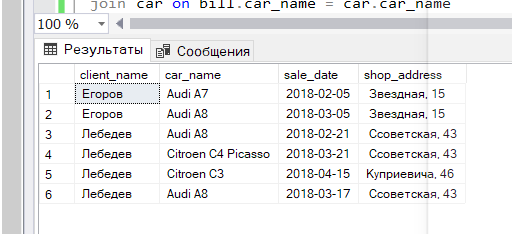 join car on bill.car_name = car.car_name
100 %
Результаты Сообщения
client_name car_name sale_date shop_address
1 Егоров Audi A7 2018-02-05 Звездная, 15
2 Егоров Audi A8 2018-03-05 Звездная, 15
3 Лебедев Audi A8 2018-02-21 Ссоветская, 43
4 Лебедев Citroen C4 Picasso 2018-03-21 Ссоветская, 43
5 Лебедев Citroen C3 2018-04-15 Куприевича, 46
6 Лебедев Audi A8 2018-03-17 Ссоветская, 43